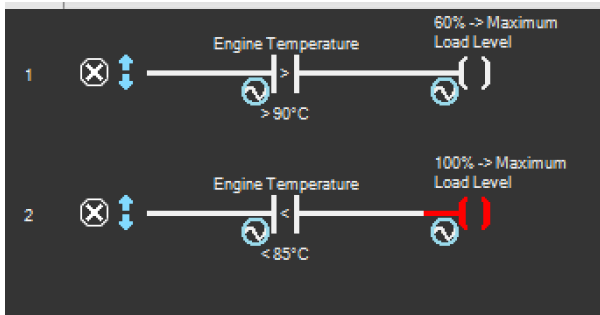 60% -> Maximum
Engine Temperature Load Level
1 >
> 90°C
100% -> Maximum
Engine Temperature Load Level
2 <
< 85°C